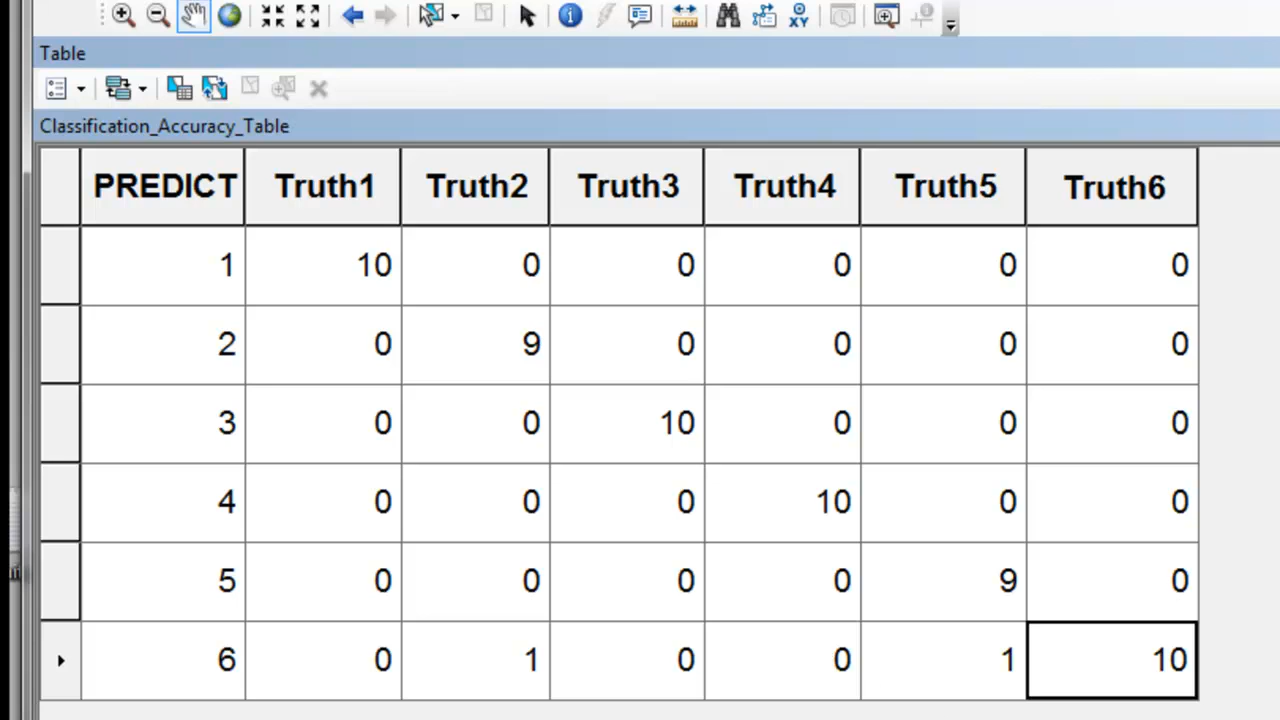 XY
Table
Classification_Accuracy_Table
PREDICT Truth1 Truth2 Truth3 Truth4 Truth5 Truth6
1 10 0 0 0 0 0
2 0 9 0 0 0 0
3 0 0 10 0 0 0
4 0 0 0 10 0 0
5 0 0 0 0 9 0
6 0 1 0 0 1 10